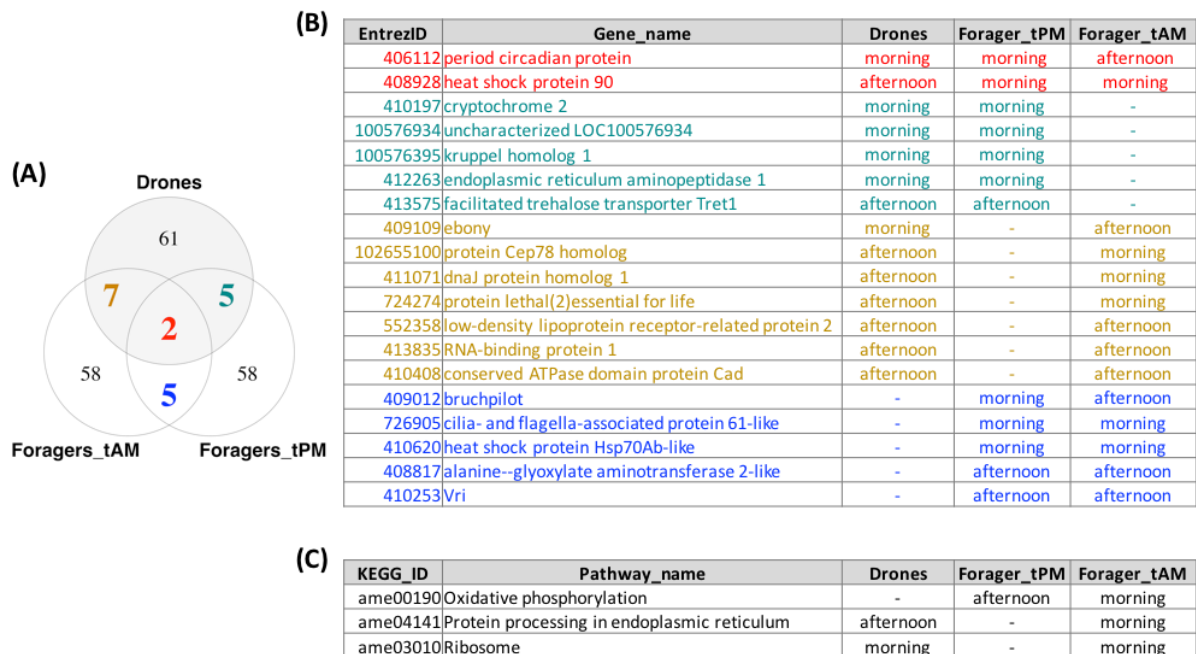 (A)
Drones
61
7
5
2
58
5
58
Foragers_tAM
Foragers_tPM
(B)
EntrezID Gene_name Drones Forager_tPM Forager_tAM
406112 period circadian protein morning morning afternoon
408928 heat shock protein 90 afternoon morning morning
410197 cryptochrome 2 morning morning -
100576934 uncharacterized LOC100576934 morning morning -
100576395 kruppel homolog 1 morning morning -
412263 endoplasmic reticulum aminopeptidase 1 morning morning -
413575 facilitated trehalose transporter Tret1 afternoon afternoon -
409109 ebony morning - afternoon
102655100 protein Cep78 homolog afternoon - morning
411071 dnaJ protein homolog 1 afternoon - morning
724274 protein lethal(2)essential for life afternoon - morning
552358 low-density lipoprotein receptor-related protein 2 afternoon - afternoon
413835 RNA-binding protein 1 afternoon - afternoon
410408 conserved ATPase domain protein Cad afternoon - afternoon
409012 bruchpilot - morning afternoon
726905 cilia- and flagella-associated protein 61-like - morning morning
410620 heat shock protein Hsp70Ab-like - morning morning
408817 alanine--glyoxylate aminotransferase 2-like - afternoon afternoon
410253 Vri - afternoon afternoon
(C)
KEGG_ID Pathway_name Drones Forager_tPM Forager_tAM
ame00190 Oxidative phosphorylation - afternoon morning
ame04141 Protein processing in endoplasmic reticulum afternoon - morning
ame03010 Ribosome morning - morning